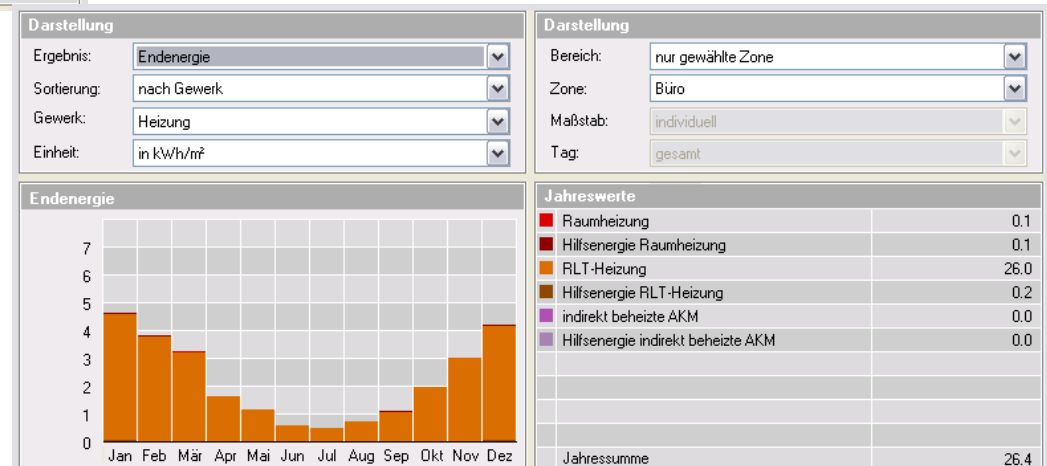 Darstellung
Ergebnis: Endenergie
Sortierung: nach Gewerk
Gewerk: Heizung
Einheit: in kWh/m²
Darstellung
Bereich: nur gewählte Zone
Zone: Büro
Maßstab: individuell
Tag: gesamt
Endenergie
7
6
5
4
3
2
1
0
Jan Feb Mär Apr Mai Jun Jul Aug Sep Okt Nov Dez
Jahreswerte
Raumheizung 0.1
Hilfsenergie Raumheizung 0.1
RLT-Heizung 26.0
Hilfsenergie RLT-Heizung 0.2
indirekt beheizte AKM 0.0
Hilfsenergie indirekt beheizte AKM 0.0
Jahressumme 26.4